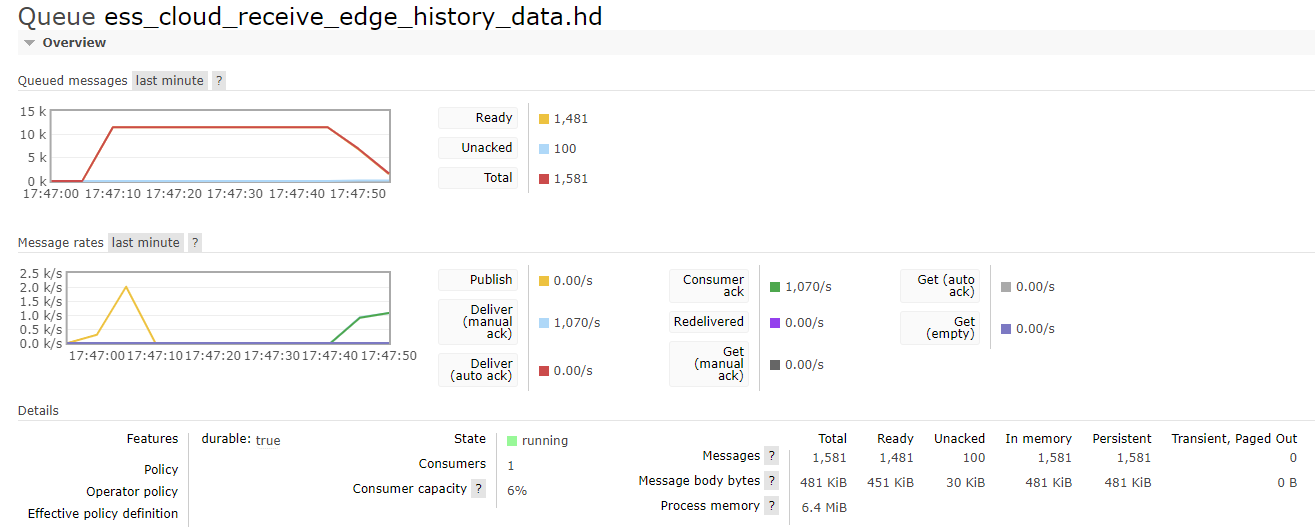 Queue ess_cloud_receive_edge_history_data.hd
Overview
Queued messages last minute ?
15 k
10 k
5 k
0 k
17:47:00 17:47:10 17:47:20 17:47:30 17:47:40 17:47:50
Ready 1,481
Unacked 100
Total 1,581
Message rates last minute ?
2.5 k/s
2.0 k/s
1.5 k/s
1.0 k/s
0.5 k/s
0.0 k/s
17:47:00 17:47:10 17:47:20 17:47:30 17:47:40 17:47:50
Publish 0.00/s
Deliver
(manual
ack)
1,070/s
Deliver
(auto ack)
0.00/s
Consumer
ack
1,070/s
Redelivered 0.00/s
Get
(manual
ack)
0.00/s
Get (auto
ack)
0.00/s
Get
(empty)
0.00/s
Details
Features durable: true
Policy
Operator policy
Effective policy definition
State running
Consumers 1
Consumer capacity ? 6%
Total Ready Unacked In memory Persistent Transient, Paged Out
Messages ? 1,581 1,481 100 1,581 1,581 0
Message body bytes ? 481 KiB 451 KiB 30 KiB 481 KiB 481 KiB 0 B
Process memory ? 6.4 MiB